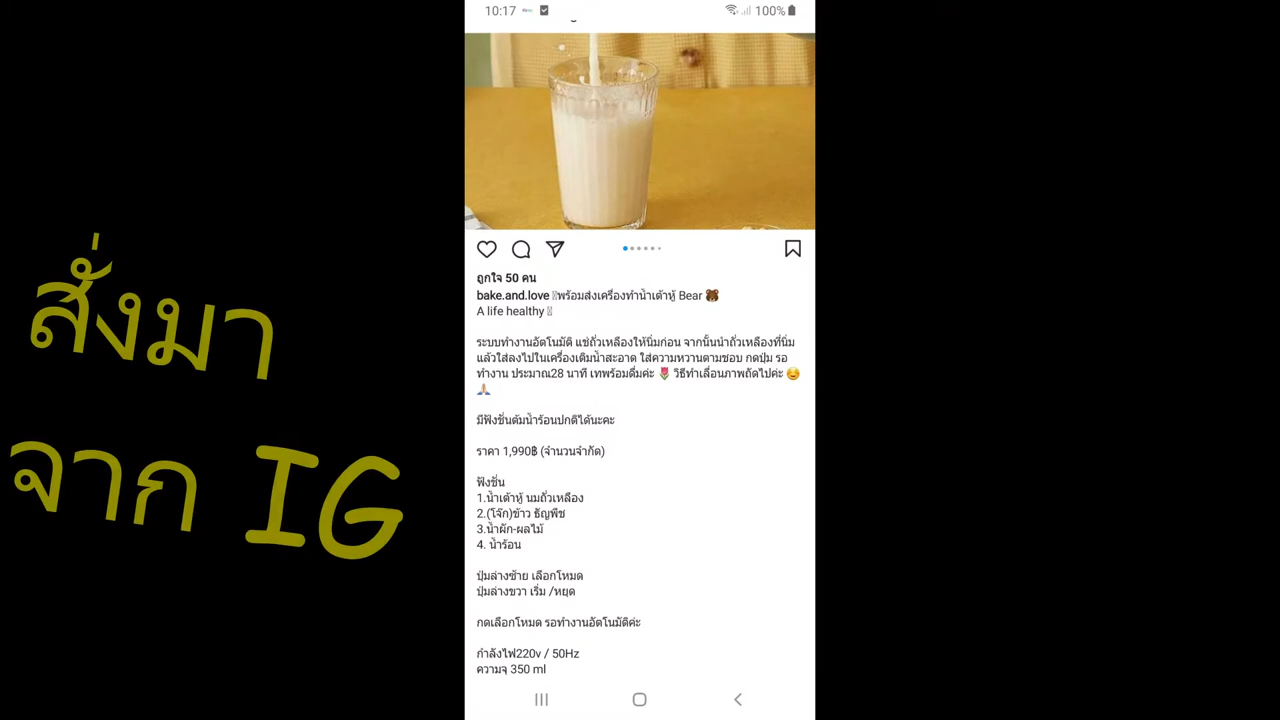 สั่งมา
จาก IG
10:17
100%
ถูกใจ 50 คน
bake.and.love พร้อมส่งเครื่องทำน้ำเต้าหู้ Bear 🐻
A life healthy
ระบบทำงานอัตโนมัติ แช่ถั่วเหลืองให้นิ่มก่อน จากนั้นนำถั่วเหลืองที่นิ่ม
แล้วใส่ลงไปในเครื่องเติมน้ำสะอาด ใส่ความหวานตามชอบ กดปุ่ม รอ
ทำงาน ประมาณ28 นาที เทพร้อมดื่มค่ะ 🌷 วิธีทำเลื่อนภาพถัดไปค่ะ ☺️
🙏🏻
มีฟังชั่นต้มน้ำร้อนปกติได้นะคะ
ราคา 1,990฿ (จำนวนจำกัด)
ฟังชั่น
1.น้ำเต้าหู้ นมถั่วเหลือง
2.(โจ๊ก)ข้าว ธัญพืช
3.น้ำผัก-ผลไม้
4. น้ำร้อน
ปุ่มล่างซ้าย เลือกโหมด
ปุ่มล่างขวา เริ่ม /หยุด
กดเลือกโหมด รอทำงานอัตโนมัติค่ะ
กำลังไฟ220v / 50Hz
ความจุ 350 ml